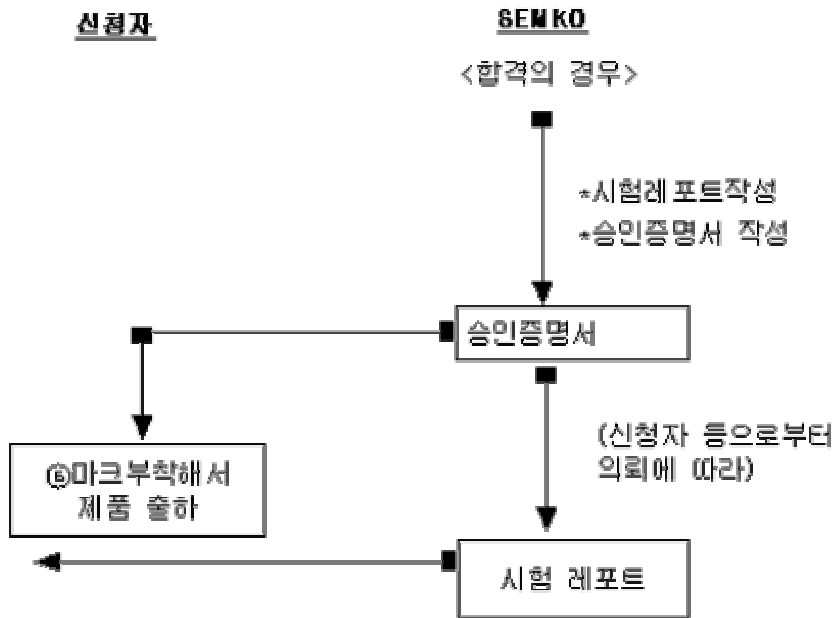 신청자
SEMKO
<합격의 경우>
*시험레포트작성
*승인증명서 작성
승인증명서
(신청자 등으로부터
의뢰에 따라)
Ⓢ마크부착해서
제품 출하
시험 레포트